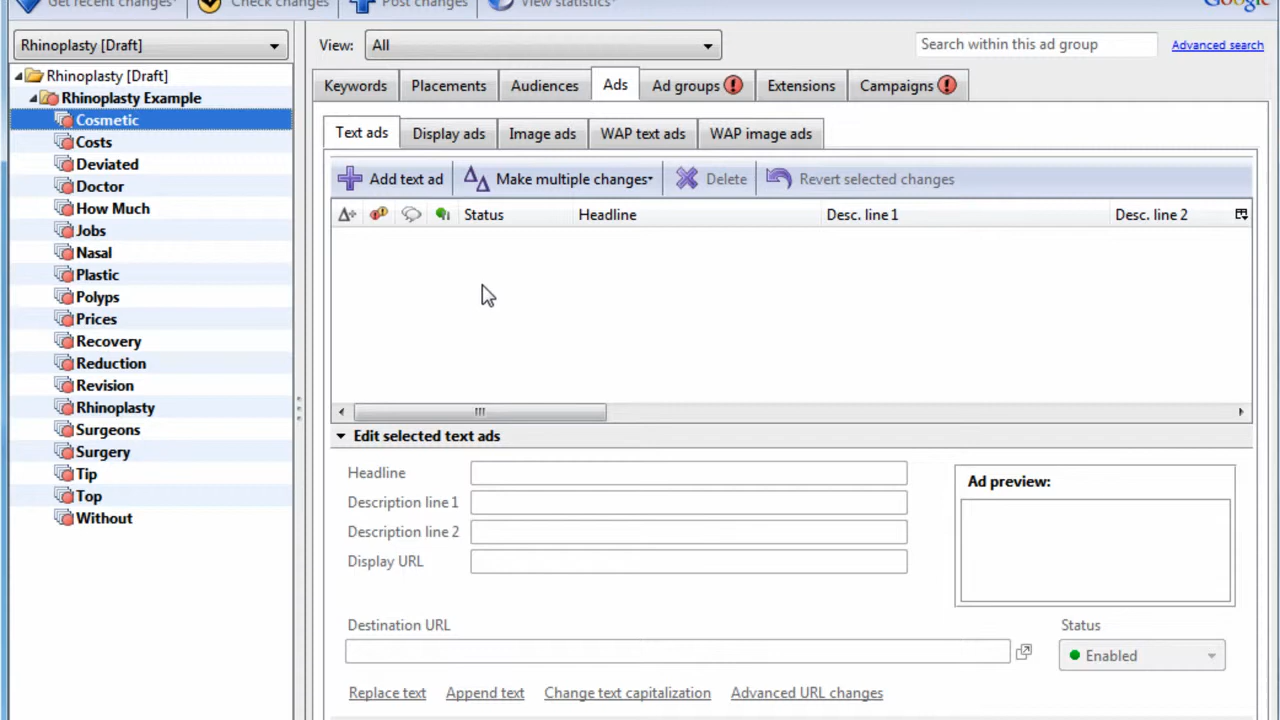 Get recent changes Check changes Post changes View statistics Google
Rhinoplasty [Draft] View: All Search within this ad group Advanced search
Rhinoplasty [Draft]
Rhinoplasty Example
Cosmetic
Costs
Deviated
Doctor
How Much
Jobs
Nasal
Plastic
Polyps
Prices
Recovery
Reduction
Revision
Rhinoplasty
Surgeons
Surgery
Tip
Top
Without
Keywords Placements Audiences Ads Ad groups Extensions Campaigns
Text ads Display ads Image ads WAP text ads WAP image ads
Add text ad Make multiple changes Delete Revert selected changes
Status Headline Desc. line 1 Desc. line 2
Edit selected text ads
Headline
Description line 1
Description line 2
Display URL
Ad preview:
Destination URL Status
Enabled
Replace text Append text Change text capitalization Advanced URL changes